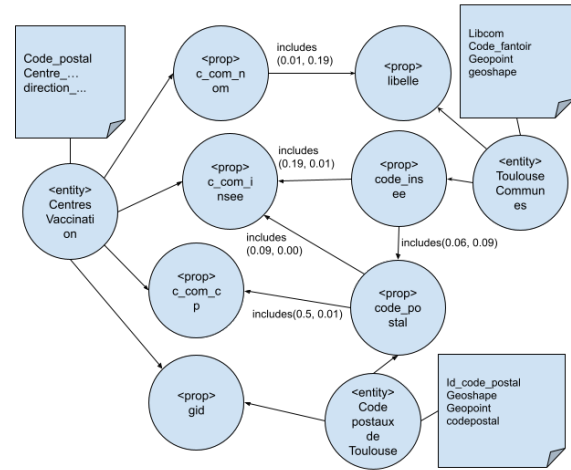 Code_postal
Centre_...
direction_...
<prop>
c_com_n
om
includes
(0.01, 0.19)
<prop>
libelle
Libcom
Code_fantoir
Geopoint
geoshape
<entity>
Centres
Vaccinati
on
<prop>
c_com_i
nsee
includes
(0.19, 0.01)
<prop>
code_ins
ee
<entity>
Toulouse
Commun
es
includes
(0.09, 0.00)
includes(0.06, 0.09)
<prop>
c_com_c
p
includes(0.5, 0.01)
<prop>
code_po
stal
<prop>
gid
<entity>
Code
postaux
de
Toulouse
Id_code_postal
Geoshape
Geopoint
codepostal